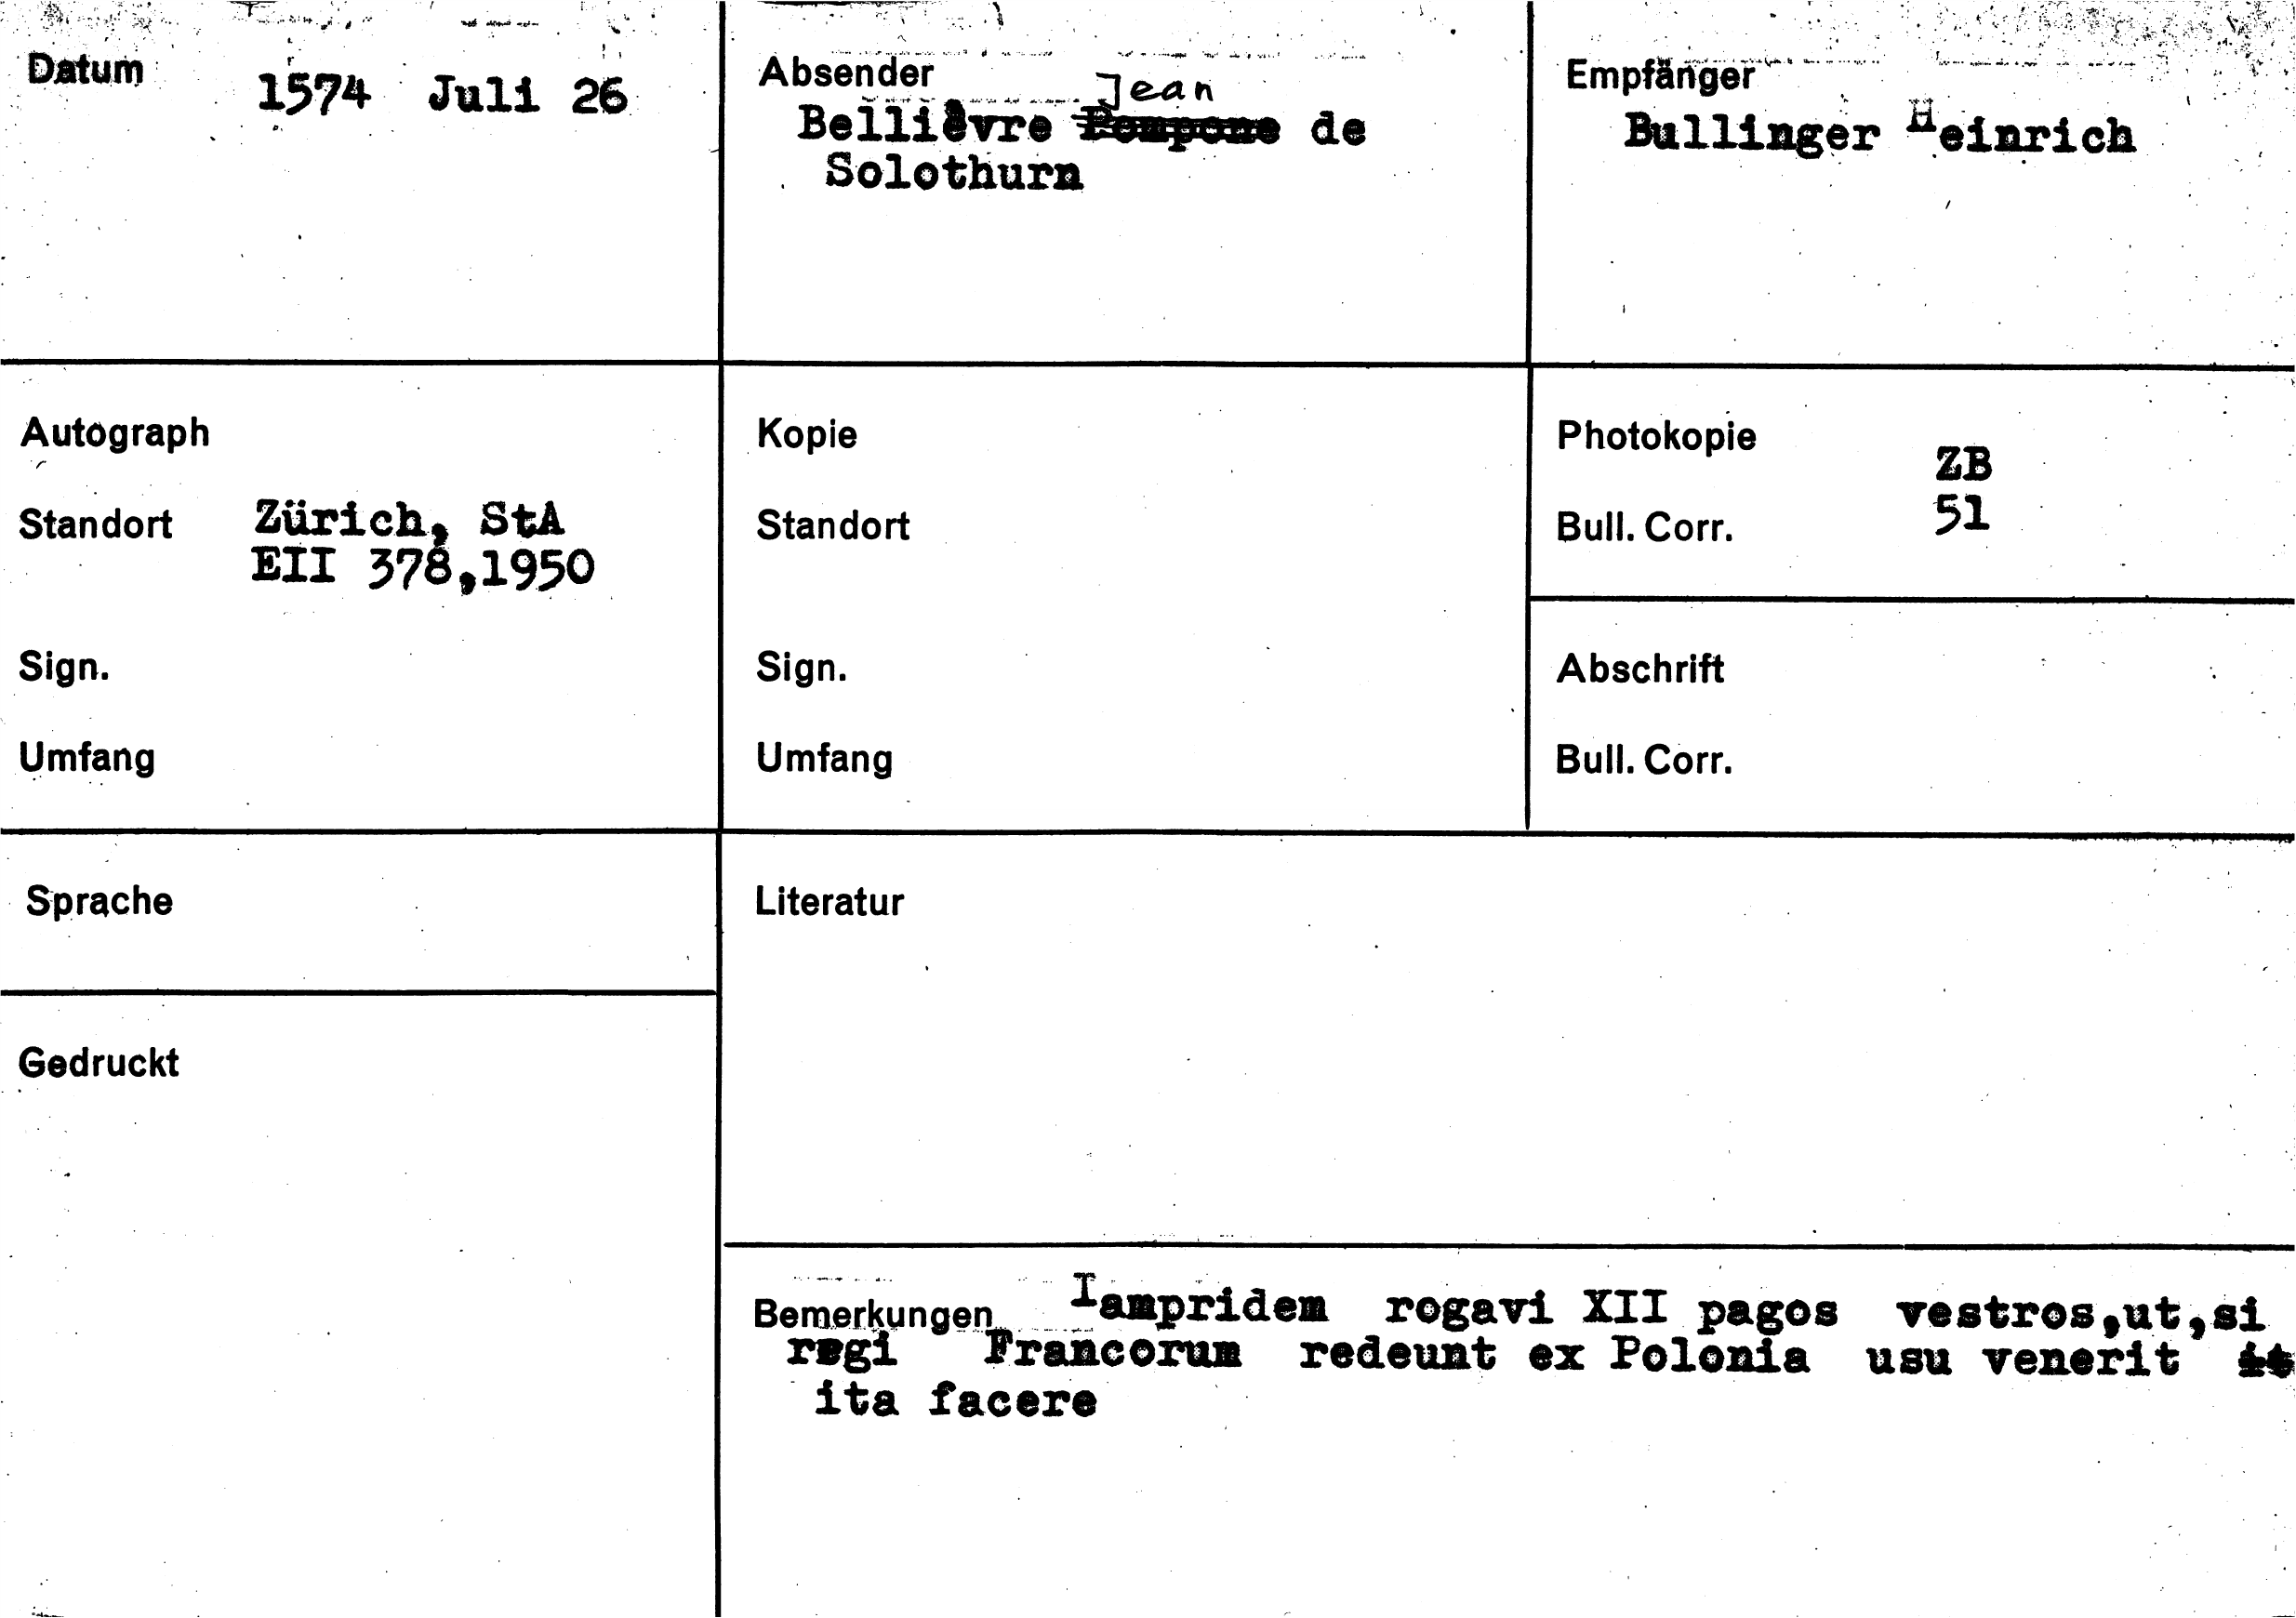 Datum 1574 Juli 26
Absender
Jean
Bellièvre Pompone de
Solothurn
Empfänger
Bullinger Heinrich
Autograph
Standort Zürich, StA
EII 378,1950
Sign.
Umfang
Kopie
Standort
Sign.
Umfang
Photokopie ZB
Bull. Corr. 51
Abschrift
Bull. Corr.
Sprache
Gedruckt
Literatur
Bemerkungen Iampridem rogavi XII pagos vestros,ut,si
regi Francorum redeunt ex Polonia usu venerit it
ita facere